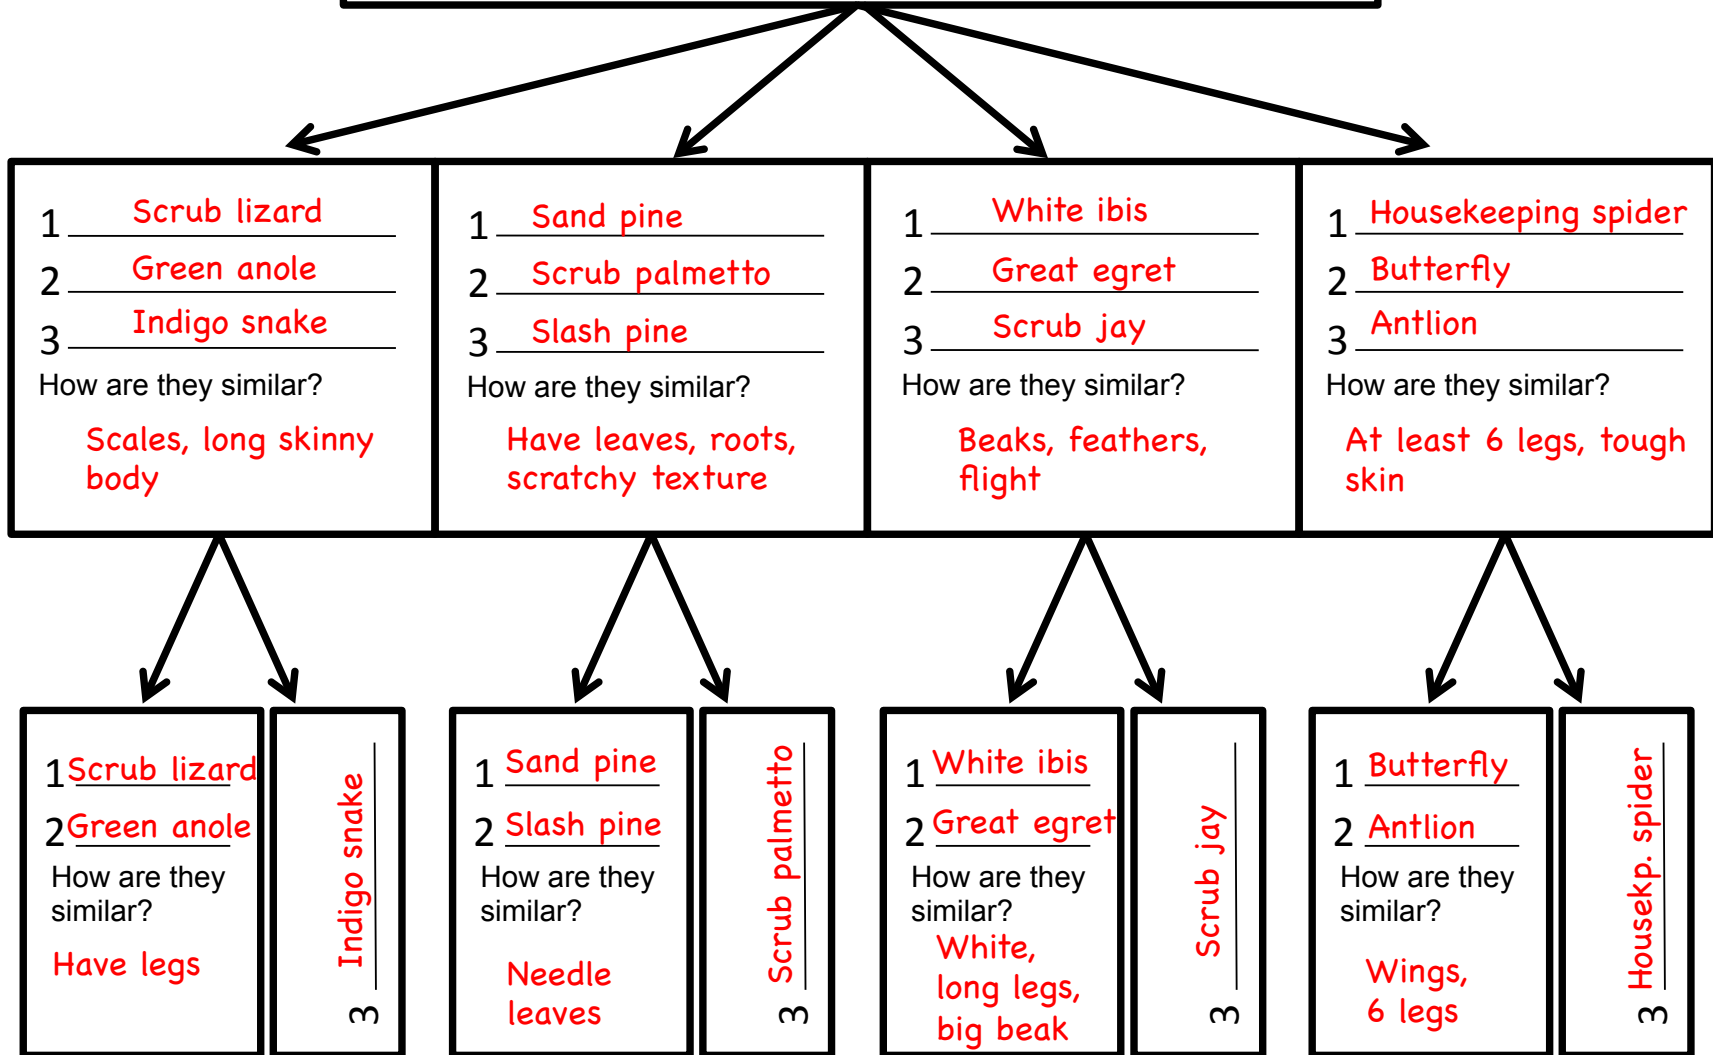 1 Scrub lizard
2 Green anole
3 Indigo snake
How are they similar?
Scales, long skinny
body
1 Sand pine
2 Scrub palmetto
3 Slash pine
How are they similar?
Have leaves, roots,
scratchy texture
1 White ibis
2 Great egret
3 Scrub jay
How are they similar?
Beaks, feathers,
flight
1 Housekeeping spider
2 Butterfly
3 Antlion
How are they similar?
At least 6 legs, tough
skin
1 Scrub lizard
2 Green anole
How are they
similar?
Have legs
3 Indigo snake
1 Sand pine
2 Slash pine
How are they
similar?
Needle
leaves
3 Scrub palmetto
1 White ibis
2 Great egret
How are they
similar?
White,
long legs,
big beak
3 Scrub jay
1 Butterfly
2 Antlion
How are they
similar?
Wings,
6 legs
3 Housekp. spider